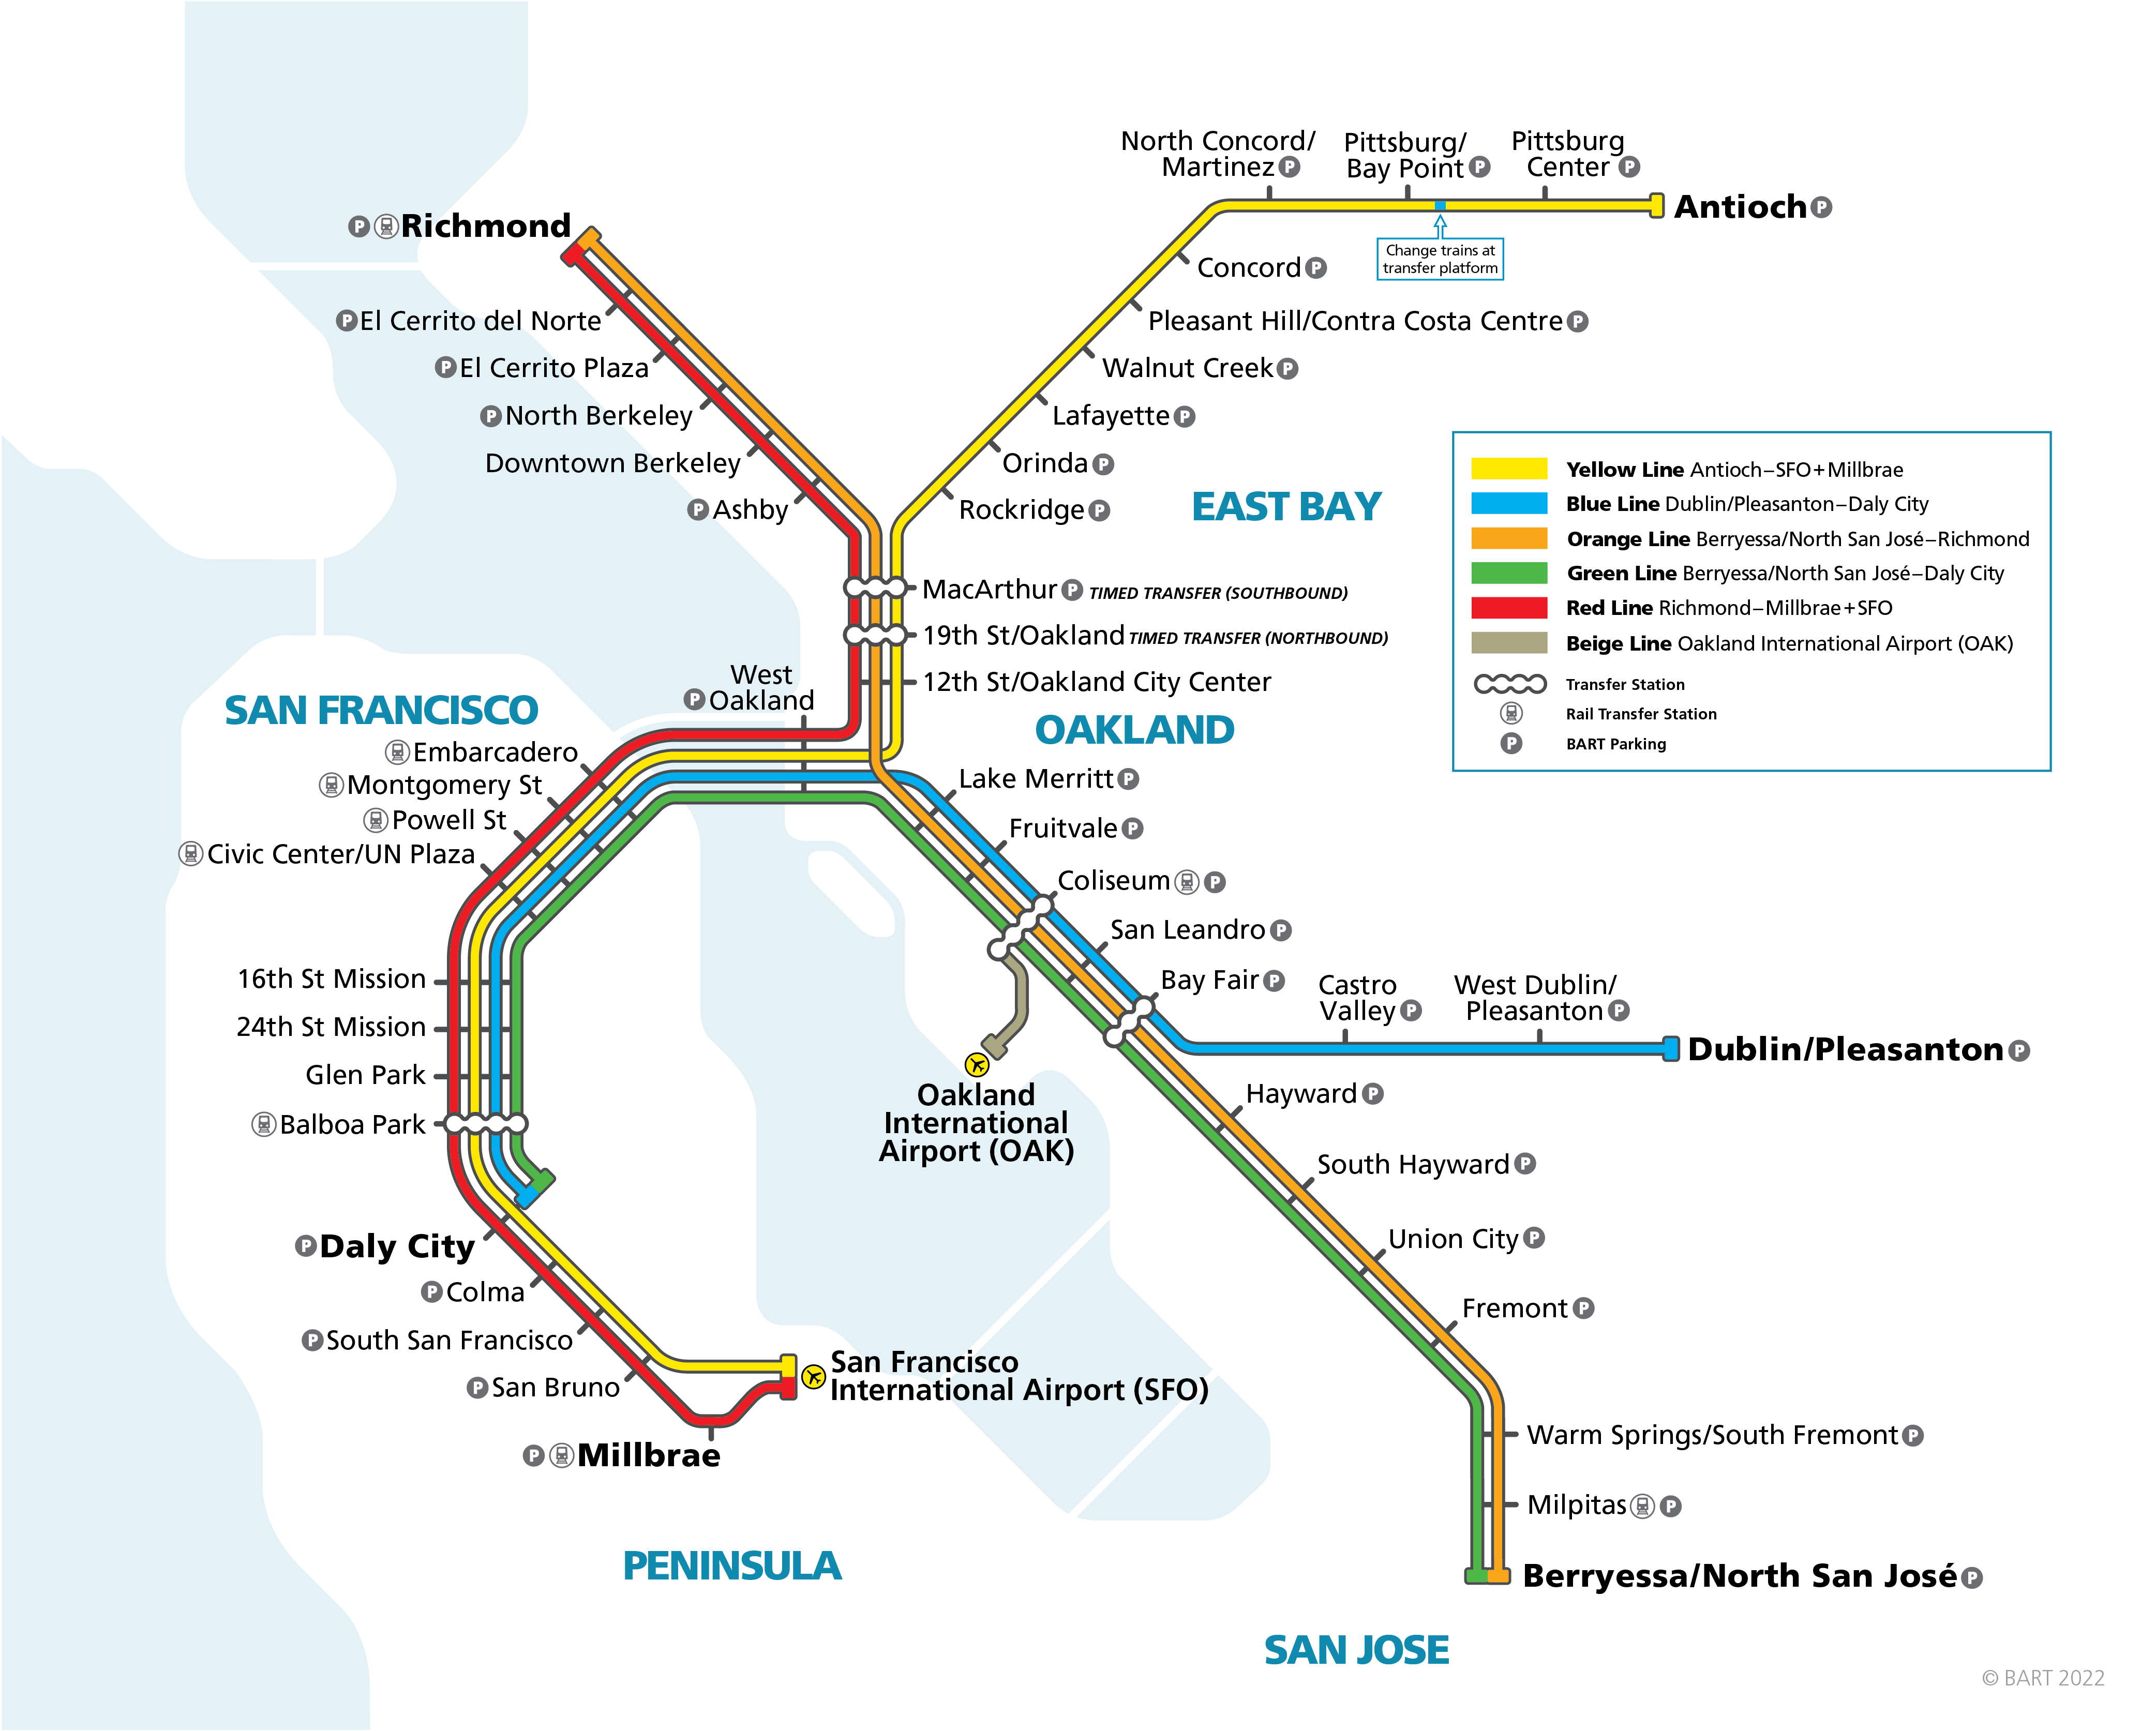 North Concord/
Martinez P
Pittsburg/
Bay Point P
Pittsburg
Center P
Antioch P
Change trains at
transfer platform
P Richmond
Concord P
P El Cerrito del Norte
Pleasant Hill/Contra Costa Centre P
P El Cerrito Plaza
Walnut Creek P
P North Berkeley
Lafayette P
Downtown Berkeley
Orinda P
P Ashby
Rockridge P
EAST BAY
Yellow Line Antioch–SFO+Millbrae
Blue Line Dublin/Pleasanton–Daly City
Orange Line Berryessa/North San José–Richmond
Green Line Berryessa/North San José–Daly City
Red Line Richmond–Millbrae+SFO
Beige Line Oakland International Airport (OAK)
Transfer Station
Rail Transfer Station
P BART Parking
MacArthur P TIMED TRANSFER (SOUTHBOUND)
19th St/Oakland TIMED TRANSFER (NORTHBOUND)
12th St/Oakland City Center
West
P Oakland
SAN FRANCISCO
OAKLAND
Embarcadero
Montgomery St
Powell St
Civic Center/UN Plaza
Lake Merritt P
Fruitvale P
Coliseum P
San Leandro P
Bay Fair P
Castro
Valley P
West Dublin/
Pleasanton P
Dublin/Pleasanton P
16th St Mission
24th St Mission
Glen Park
Balboa Park
Oakland
International
Airport (OAK)
Hayward P
South Hayward P
Union City P
Fremont P
P Daly City
P Colma
P South San Francisco
P San Bruno
San Francisco
International Airport (SFO)
P Millbrae
Warm Springs/South Fremont P
Milpitas P
Berryessa/North San José P
PENINSULA
SAN JOSE
© BART 2022